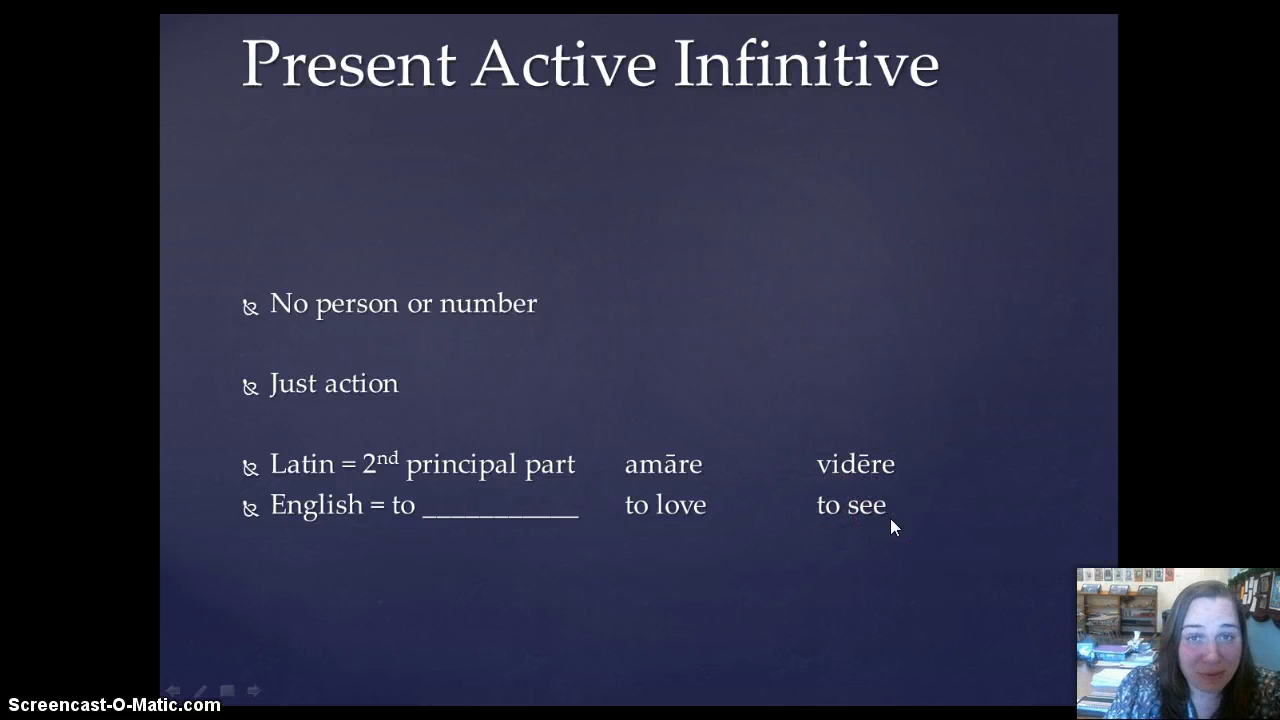 Present Active Infinitive
No person or number
Just action
Latin = 2nd principal part amāre vidēre
English = to ___________ to love to see
Screencast-O-Matic.com